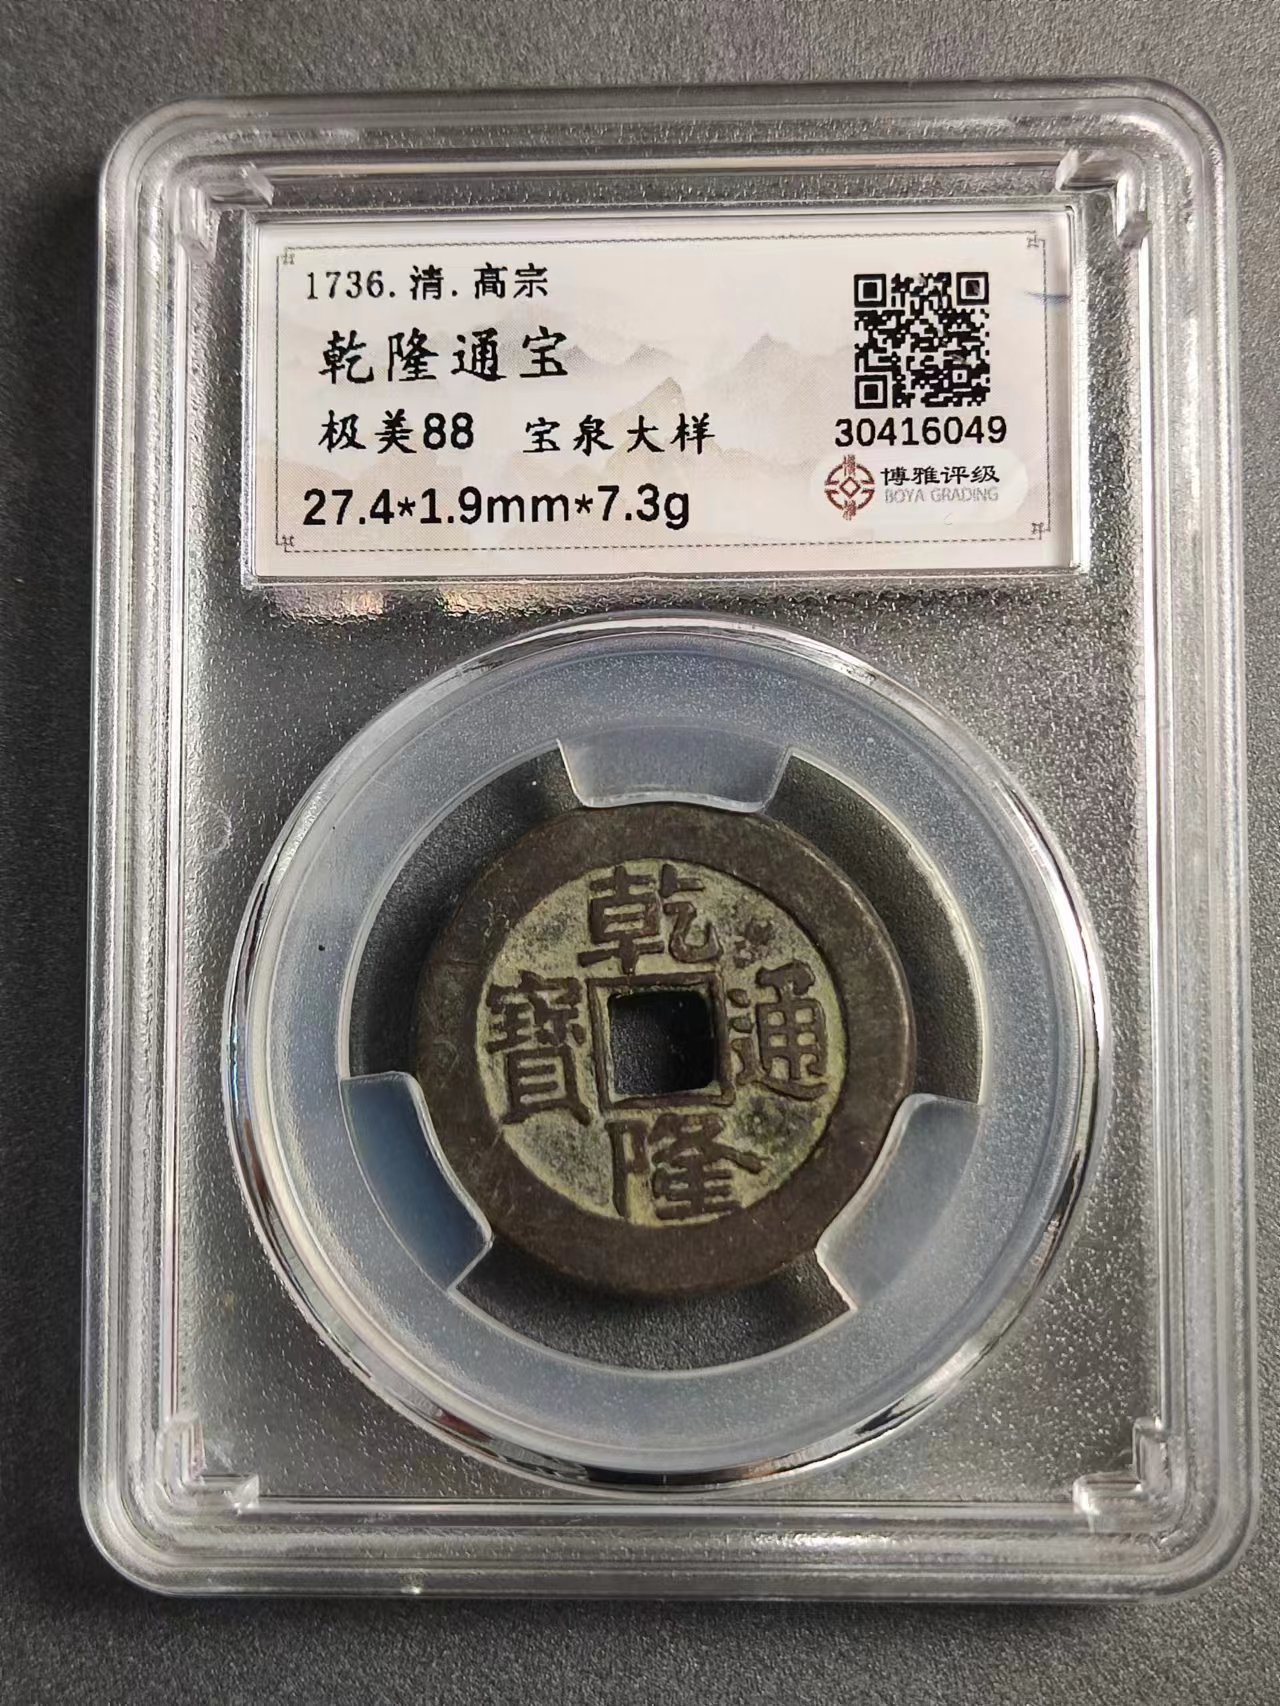 1736.清.高宗
乾隆通宝
极美88 宝泉大样
27.4*1.9mm*7.3g
30416049
博雅评级
BOYA GRADING
乾隆通寶